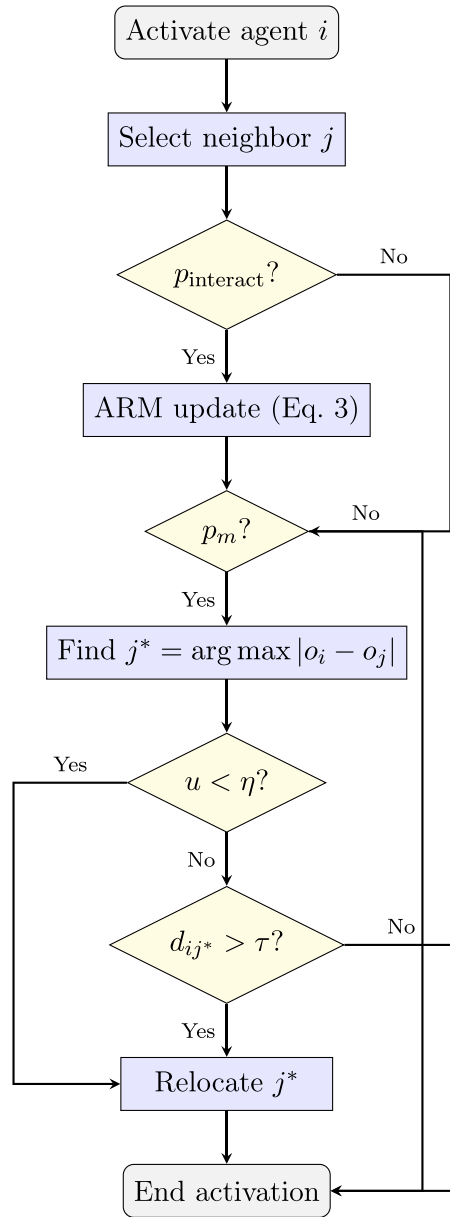 Activate agent i
Select neighbor j
p_interact?
No
Yes
ARM update (Eq. 3)
p_m?
No
Yes
Find j* = arg max |o_i − o_j|
Yes
u < η?
No
d_ij* > τ?
No
Yes
Relocate j*
End activation